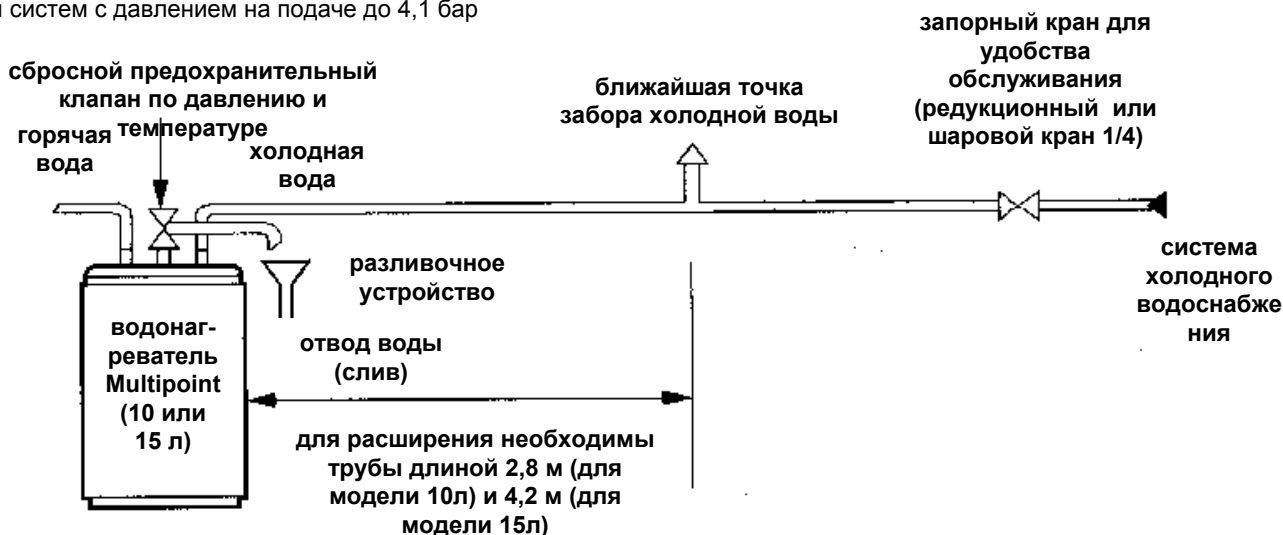 систем с давлением на подаче до 4,1 бар
запорный кран для
удобства
обслуживания
(редукционный или
шаровой кран 1/4)
сбросной предохранительный
клапан по давлению и
температуре
ближайшая точка
забора холодной воды
горячая
вода
холодная
вода
разливочное
устройство
система
холодного
водоснабже
ния
водонаг-
реватель
Multipoint
(10 или
15 л)
отвод воды
(слив)
для расширения необходимы
трубы длиной 2,8 м (для
модели 10л) и 4,2 м (для
модели 15л)